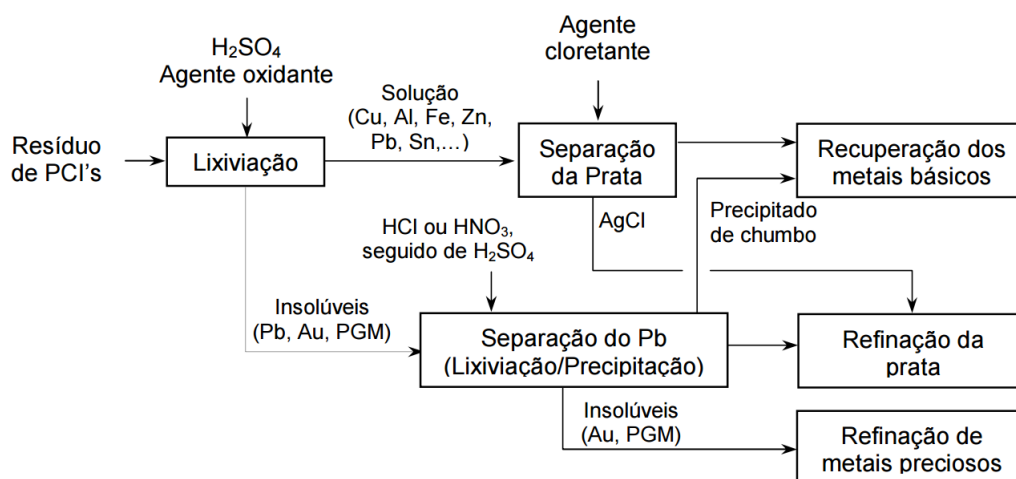 H₂SO₄
Agente oxidante
Agente
cloretante
Solução
(Cu, Al, Fe, Zn,
Pb, Sn,...)
Resíduo
de PCI's
Lixiviação
Separação
da Prata
Recuperação dos
metais básicos
AgCl
Precipitado
de chumbo
HCl ou HNO₃,
seguido de H₂SO₄
Insolúveis
(Pb, Au, PGM)
Separação do Pb
(Lixiviação/Precipitação)
Refinação da
prata
Insolúveis
(Au, PGM)
Refinação de
metais preciosos